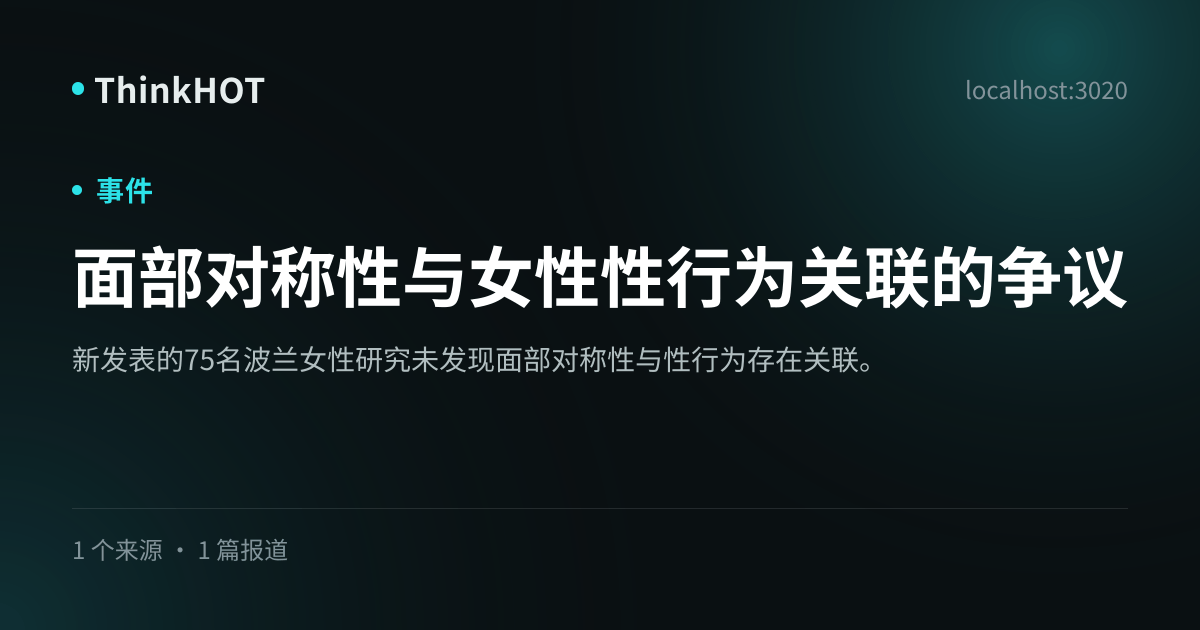 ThinkHOT
localhost:3020
事件
面部对称性与女性性行为关联的争议
新发表的75名波兰女性研究未发现面部对称性与性行为存在关联。
1 个来源 · 1 篇报道